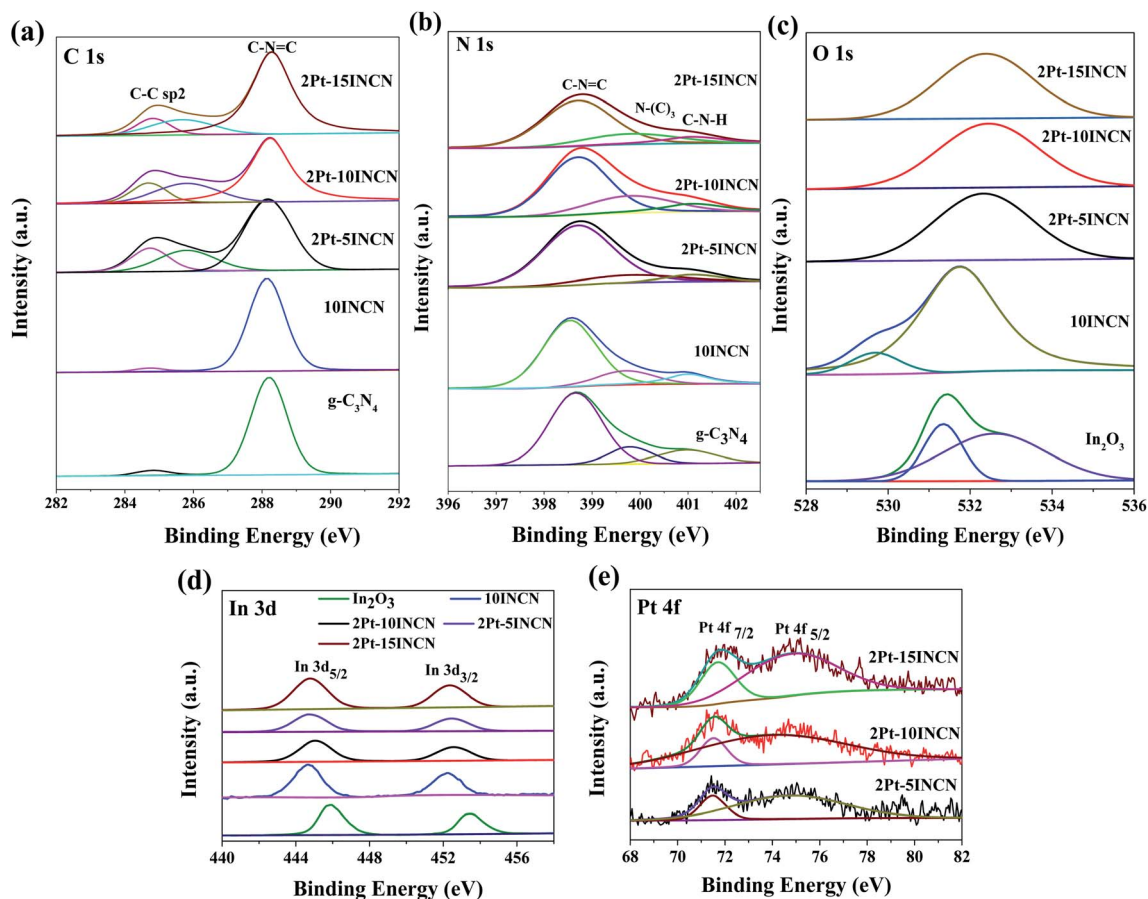 (a)
C 1s
C-N=C
C-C sp2
2Pt-15INCN
2Pt-10INCN
2Pt-5INCN
10INCN
g-C₃N₄
Intensity (a.u.)
282 284 286 288 290 292
Binding Energy (eV)
(b)
N 1s
C-N=C
N-(C)₃
C-N-H
2Pt-15INCN
2Pt-10INCN
2Pt-5INCN
10INCN
g-C₃N₄
Intensity (a.u.)
396 397 398 399 400 401 402
Binding Energy (eV)
(c)
O 1s
2Pt-15INCN
2Pt-10INCN
2Pt-5INCN
10INCN
In₂O₃
Intensity (a.u.)
528 530 532 534 536
Binding Energy (eV)
(d)
In 3d
In₂O₃ 10INCN
2Pt-10INCN 2Pt-5INCN
2Pt-15INCN
In 3d₅/₂ In 3d₃/₂
Intensity (a.u.)
440 444 448 452 456
Binding Energy (eV)
(e)
Pt 4f
Pt 4f ₇/₂ Pt 4f ₅/₂
2Pt-15INCN
2Pt-10INCN
2Pt-5INCN
Intensity (a.u.)
68 70 72 74 76 78 80 82
Binding Energy (eV)